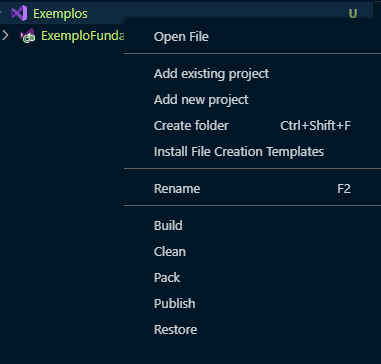 Exemplos U
ExemploFunda
Open File
Add existing project
Add new project
Create folder Ctrl+Shift+F
Install File Creation Templates
Rename F2
Build
Clean
Pack
Publish
Restore